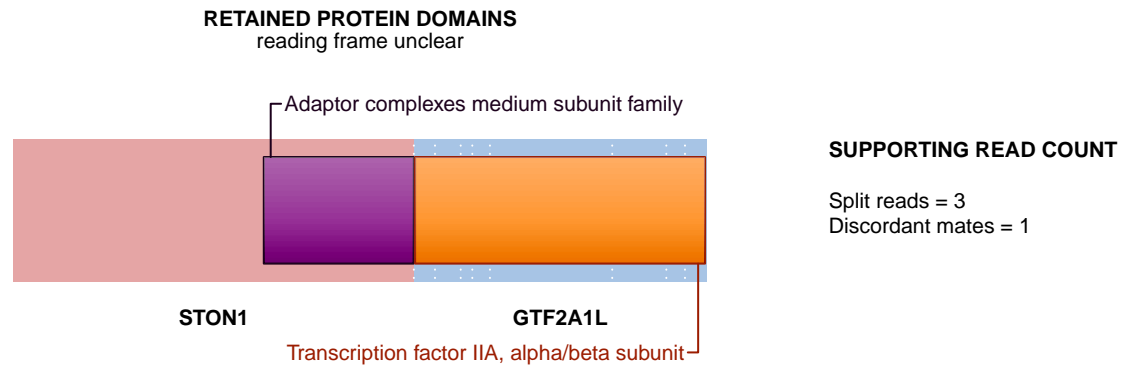 RETAINED PROTEIN DOMAINS
reading frame unclear
Adaptor complexes medium subunit family
SUPPORTING READ COUNT
Split reads = 3
Discordant mates = 1
STON1
GTF2A1L
Transcription factor IIA, alpha/beta subunit